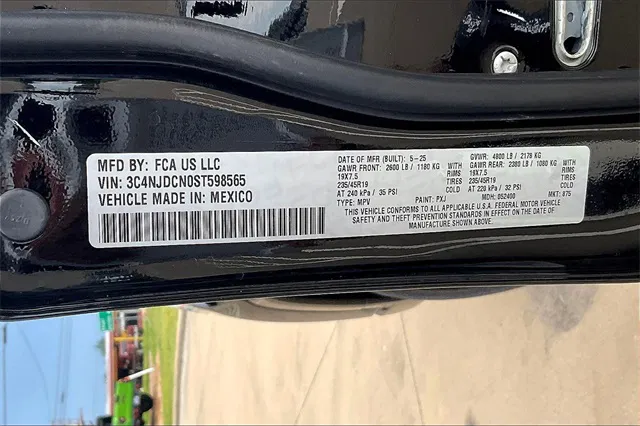 MFD BY: FCA US LLC
VIN: 3C4NJDCN0ST598565
VEHICLE MADE IN: MEXICO
DATE OF MFR (BUILT): 5-25
GVWR: 4800 LB / 2178 KG
GAWR FRONT: 2600 LB / 1180 KG WITH
GAWR REAR: 2380 LB / 1080 KG WITH
19X7.5 RIMS
19X7.5 RIMS
235/45R19 TIRES
235/45R19 TIRES
AT 240 kPa / 35 PSI
AT 220 kPa / 32 PSI
TYPE: MPV PAINT: PXJ MDH: 052400 MKT: 875
THIS VEHICLE CONFORMS TO ALL APPLICABLE U.S.A. FEDERAL MOTOR VEHICLE
SAFETY AND THEFT PREVENTION STANDARDS IN EFFECT ON THE DATE OF
MANUFACTURE SHOWN ABOVE.